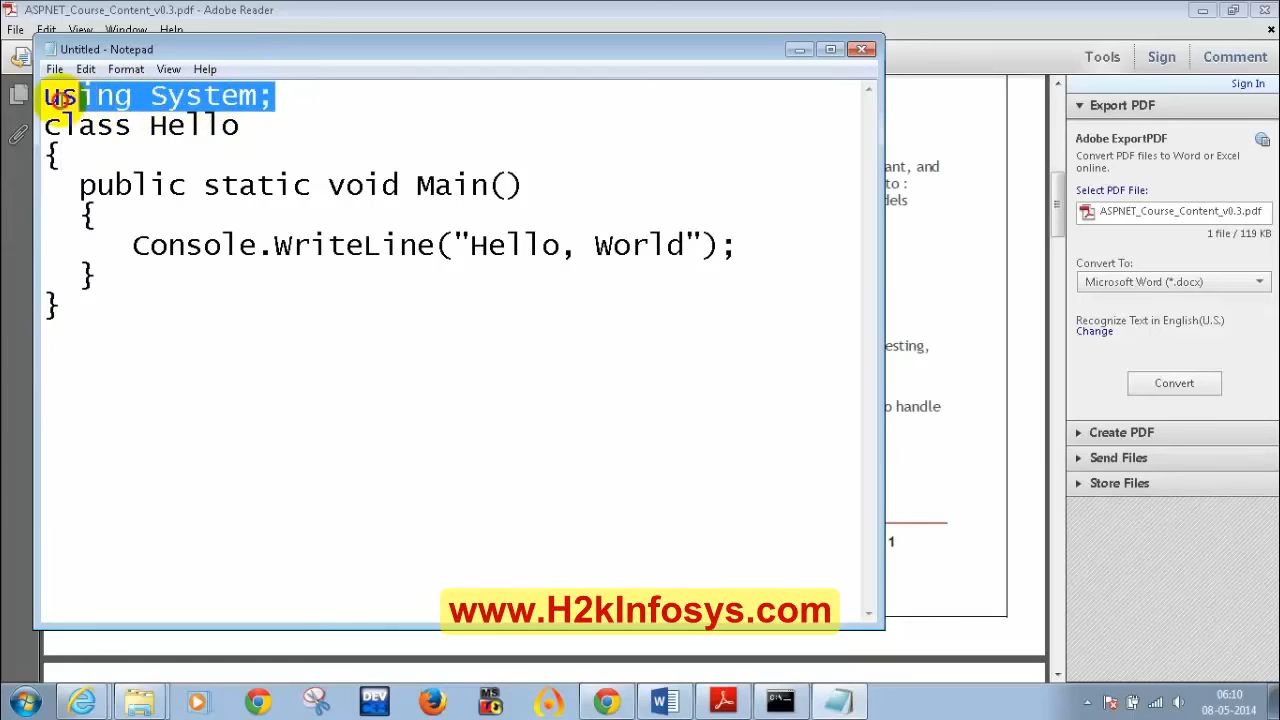 ASPNET_Course_Content_v0.3.pdf - Adobe Reader
File Edit View Window Help
Untitled - Notepad
File Edit Format View Help
using System;
class Hello
{
public static void Main()
{
Console.WriteLine("Hello, World");
}
}
ant, and
to :
dels
esting,
o handle
1
Tools Sign Comment
Sign In
Export PDF
Adobe ExportPDF
Convert PDF files to Word or Excel
online.
Select PDF File:
ASPNET_Course_Content_v0.3.pdf
1 file / 119 KB
Convert To:
Microsoft Word (*.docx)
Recognize Text in English(U.S.)
Change
Convert
Create PDF
Send Files
Store Files
www.H2kInfosys.com
DEV
MS
06:10
08-05-2014